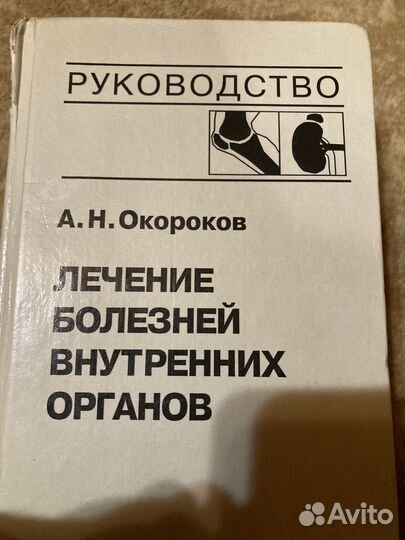 РУКОВОДСТВО
А.Н.Окороков
ЛЕЧЕНИЕ
БОЛЕЗНЕЙ
ВНУТРЕННИХ
ОРГАНОВ
Avito